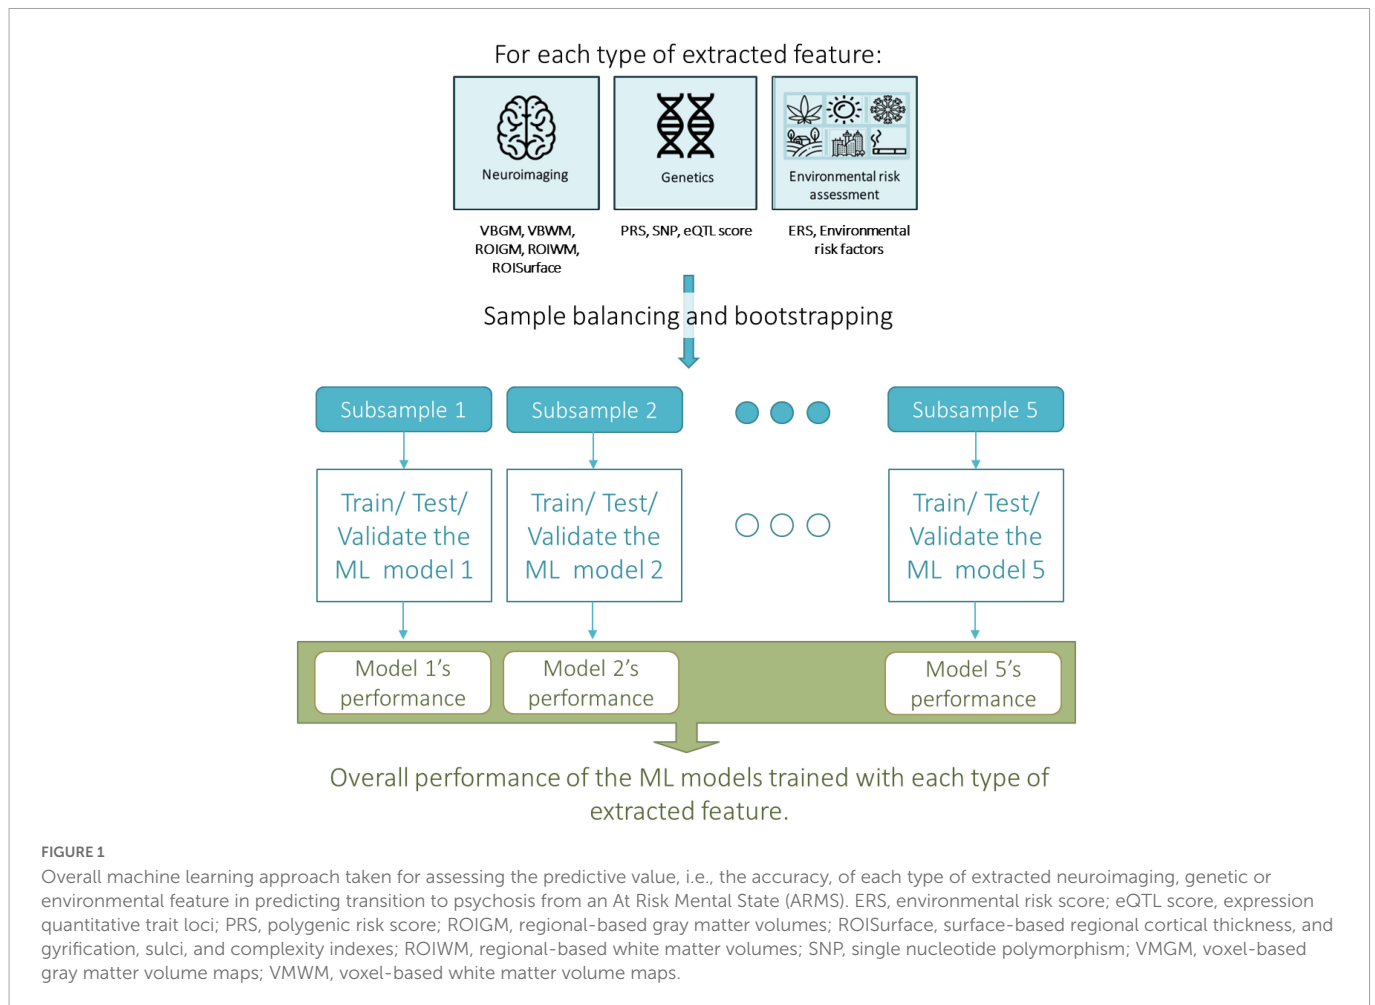 For each type of extracted feature:
Neuroimaging
Genetics
Environmental risk
assessment
VBGM, VBWM,
ROIGM, ROIWM,
ROISurface
PRS, SNP, eQTL score
ERS, Environmental
risk factors
Sample balancing and bootstrapping
Subsample 1
Subsample 2
Subsample 5
Train/ Test/
Validate the
ML model 1
Train/ Test/
Validate the
ML model 2
Train/ Test/
Validate the
ML model 5
Model 1's
performance
Model 2's
performance
Model 5's
performance
Overall performance of the ML models trained with each type of
extracted feature.
FIGURE 1
Overall machine learning approach taken for assessing the predictive value, i.e., the accuracy, of each type of extracted neuroimaging, genetic or
environmental feature in predicting transition to psychosis from an At Risk Mental State (ARMS). ERS, environmental risk score; eQTL score, expression
quantitative trait loci; PRS, polygenic risk score; ROIGM, regional-based gray matter volumes; ROISurface, surface-based regional cortical thickness, and
gyrification, sulci, and complexity indexes; ROIWM, regional-based white matter volumes; SNP, single nucleotide polymorphism; VMGM, voxel-based
gray matter volume maps; VMWM, voxel-based white matter volume maps.